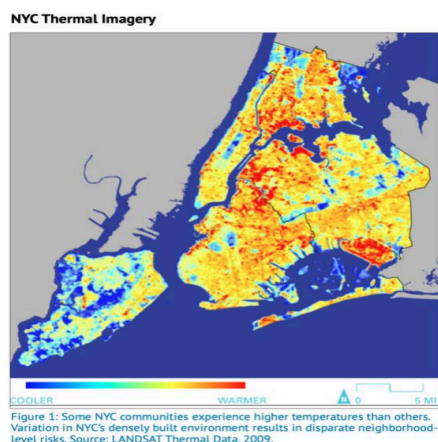 NYC Thermal Imagery
COOLER WARMER N 0 5 MI
Figure 1: Some NYC communities experience higher temperatures than others.
Variation in NYC's densely built environment results in disparate neighborhood-
level risks. Source: LANDSAT Thermal Data, 2009.